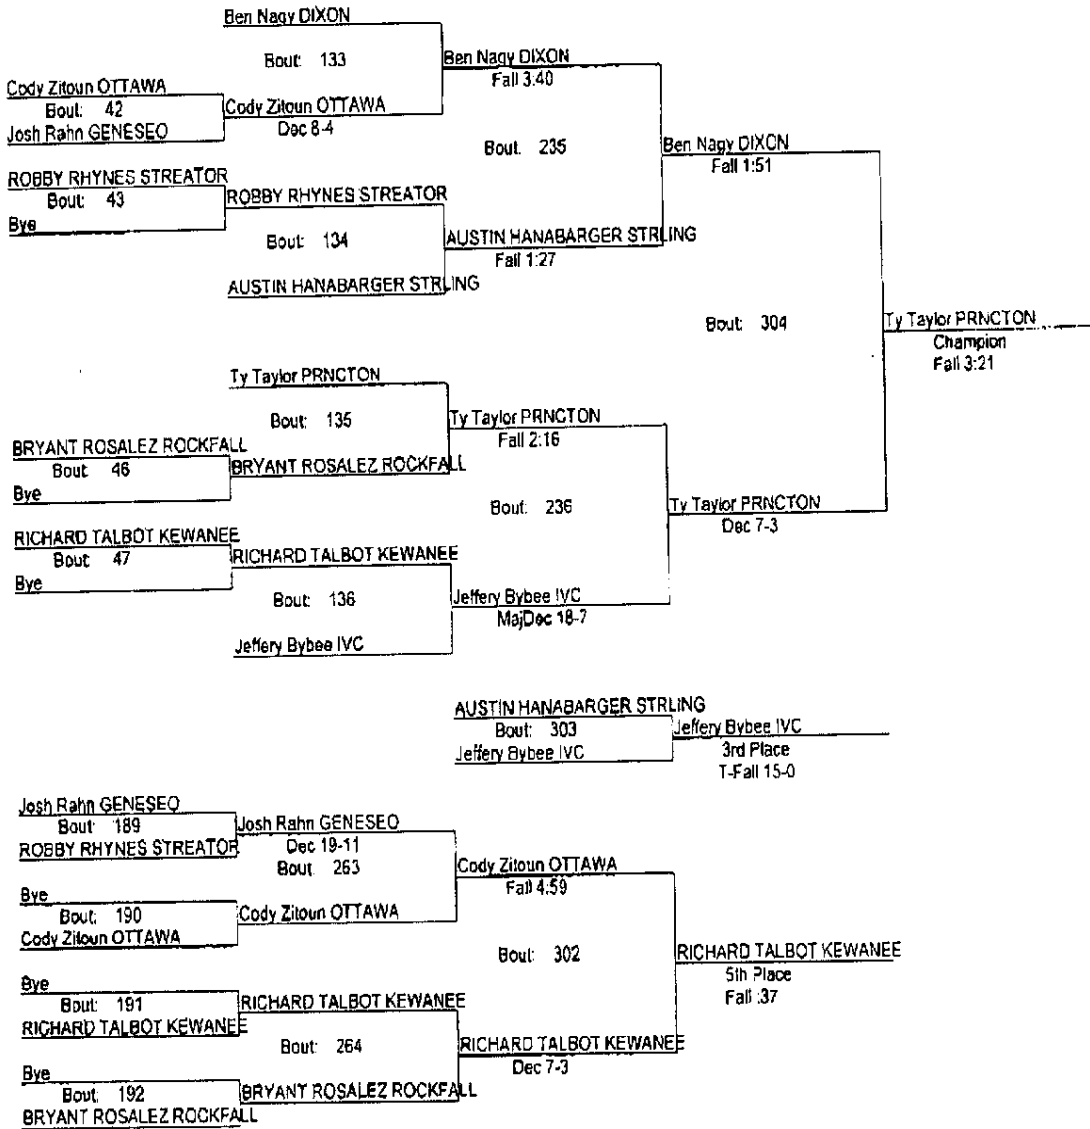 Ben Nagy DIXON
Bout: 133
Ben Nagy DIXON
Fall 3:40
Cody Zitoun OTTAWA
Bout: 42
Cody Zitoun OTTAWA
Dec 8-4
Josh Rahn GENESEO
Bout: 235
Ben Nagy DIXON
Fall 1:51
ROBBY RHYNES STREATOR
Bout: 43
ROBBY RHYNES STREATOR
Bye
Bout: 134
AUSTIN HANABARGER STRLING
Fall 1:27
AUSTIN HANABARGER STRLING
Bout: 304
Ty Taylor PRNCTON
Champion
Fall 3:21
Ty Taylor PRNCTON
Bout: 135
Ty Taylor PRNCTON
Fall 2:16
BRYANT ROSALEZ ROCKFALL
Bout: 46
BRYANT ROSALEZ ROCKFALL
Bye
Bout: 236
Ty Taylor PRNCTON
Dec 7-3
RICHARD TALBOT KEWANEE
Bout: 47
RICHARD TALBOT KEWANEE
Bye
Bout: 136
Jeffery Bybee IVC
MajDec 18-7
Jeffery Bybee IVC
AUSTIN HANABARGER STRLING
Bout: 303
Jeffery Bybee IVC
Jeffery Bybee IVC
3rd Place
T-Fall 15-0
Josh Rahn GENESEO
Bout: 189
Josh Rahn GENESEO
Dec 19-11
ROBBY RHYNES STREATOR
Bout: 263
Cody Zitoun OTTAWA
Fall 4:59
Bye
Bout: 190
Cody Zitoun OTTAWA
Cody Zitoun OTTAWA
Bout: 302
RICHARD TALBOT KEWANEE
5th Place
Fall :37
Bye
Bout: 191
RICHARD TALBOT KEWANEE
RICHARD TALBOT KEWANEE
Bout: 264
RICHARD TALBOT KEWANEE
Dec 7-3
Bye
Bout: 192
BRYANT ROSALEZ ROCKFALL
BRYANT ROSALEZ ROCKFALL